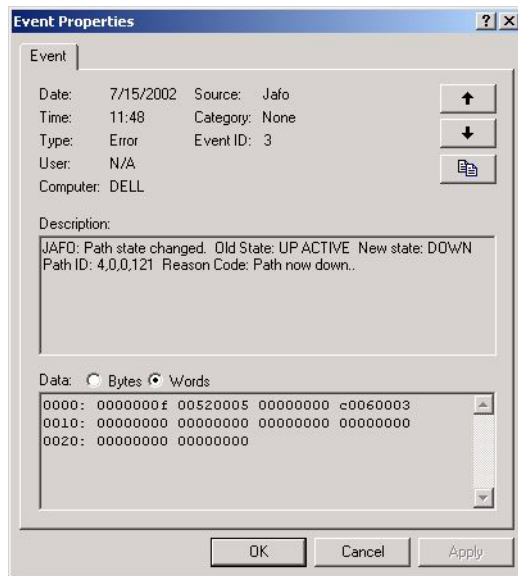 Event Properties
Event
Date: 7/15/2002 Source: Jafo
Time: 11:48 Category: None
Type: Error Event ID: 3
User: N/A
Computer: DELL
Description:
JAFO: Path state changed. Old State: UP ACTIVE New state: DOWN
Path ID: 4,0,0,121 Reason Code: Path now down..
Data: Bytes Words
0000: 0000000f 00520005 00000000 c0060003
0010: 00000000 00000000 00000000 00000000
0020: 00000000 00000000
OK Cancel Apply